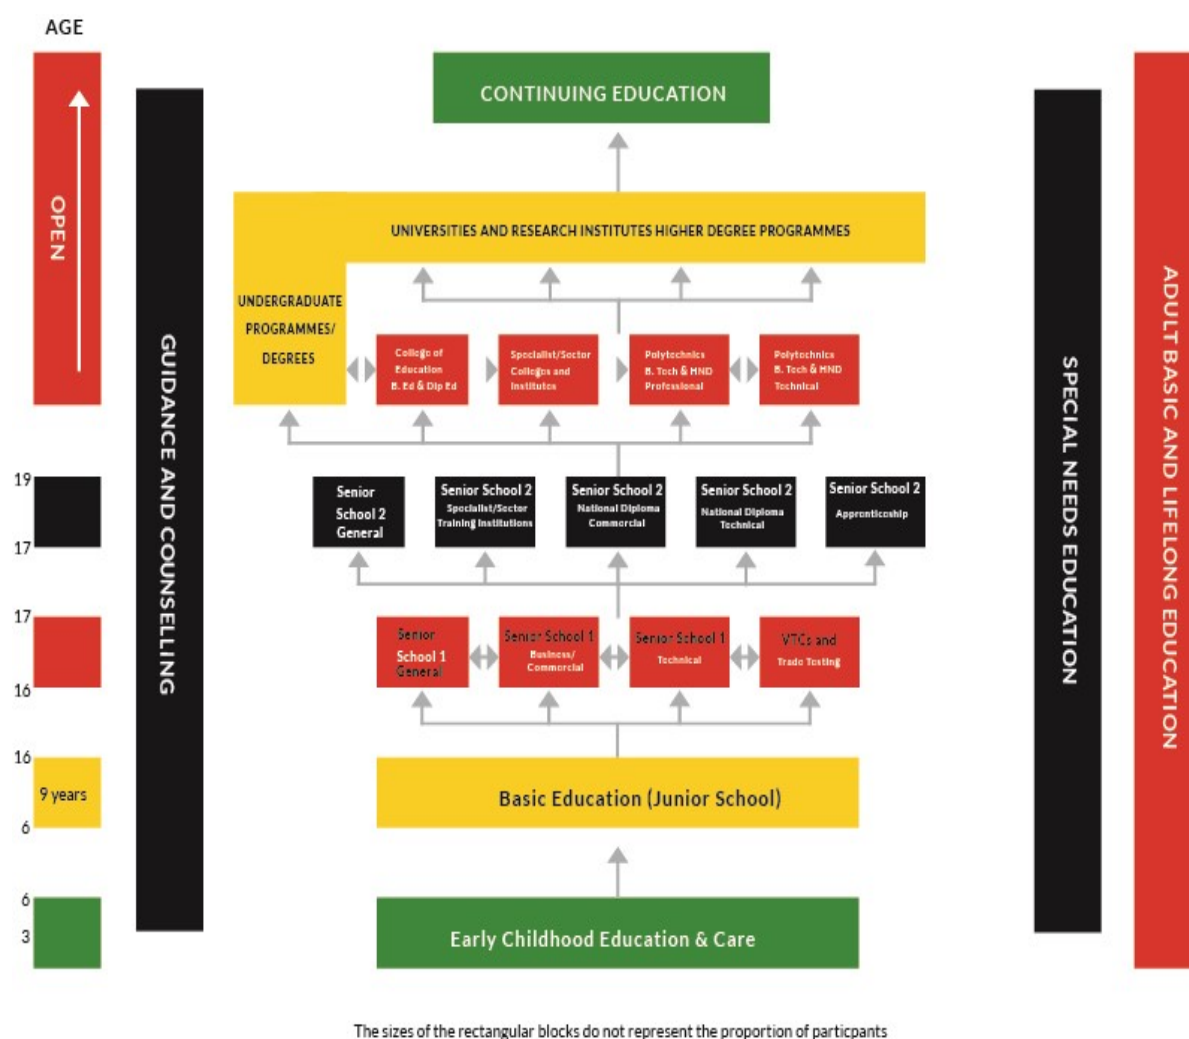 AGE
CONTINUING EDUCATION
OPEN
UNIVERSITIES AND RESEARCH INSTITUTES HIGHER DEGREE PROGRAMMES
UNDERGRADUATE
PROGRAMMES/
DEGREES
College of
Education
B. Ed & Dip Ed
Specialist/Sector
Colleges and
Institutes
Polytechnics
B. Tech & HND
Professional
Polytechnics
B. Tech & HND
Technical
19
17
Senior
School 2
General
Senior School 2
Specialist/Sector
Training Institutions
Senior School 2
National Diploma
Commercial
Senior School 2
National Diploma
Technical
Senior School 2
Apprenticeship
17
16
Senior
School 1
General
Senior School 1
Business/
Commercial
Senior School 1
Technical
VTCs and
Trade Testing
16
9 years
6
Basic Education (Junior School)
6
3
Early Childhood Education & Care
GUIDANCE AND COUNSELLING
SPECIAL NEEDS EDUCATION
ADULT BASIC AND LIFELONG EDUCATION
The sizes of the rectangular blocks do not represent the proportion of particpants